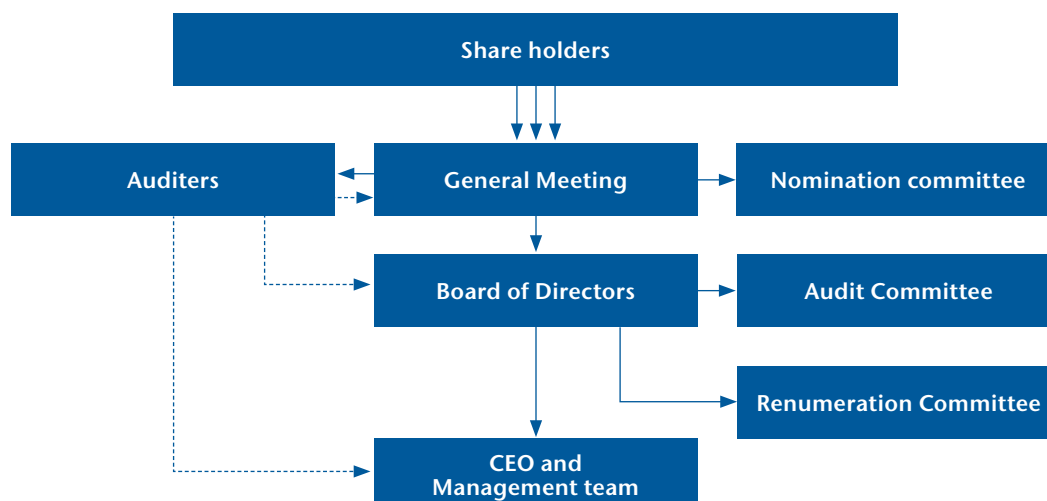 Share holders
Auditers
General Meeting
Nomination committee
Board of Directors
Audit Committee
Renumeration Committee
CEO and
Management team